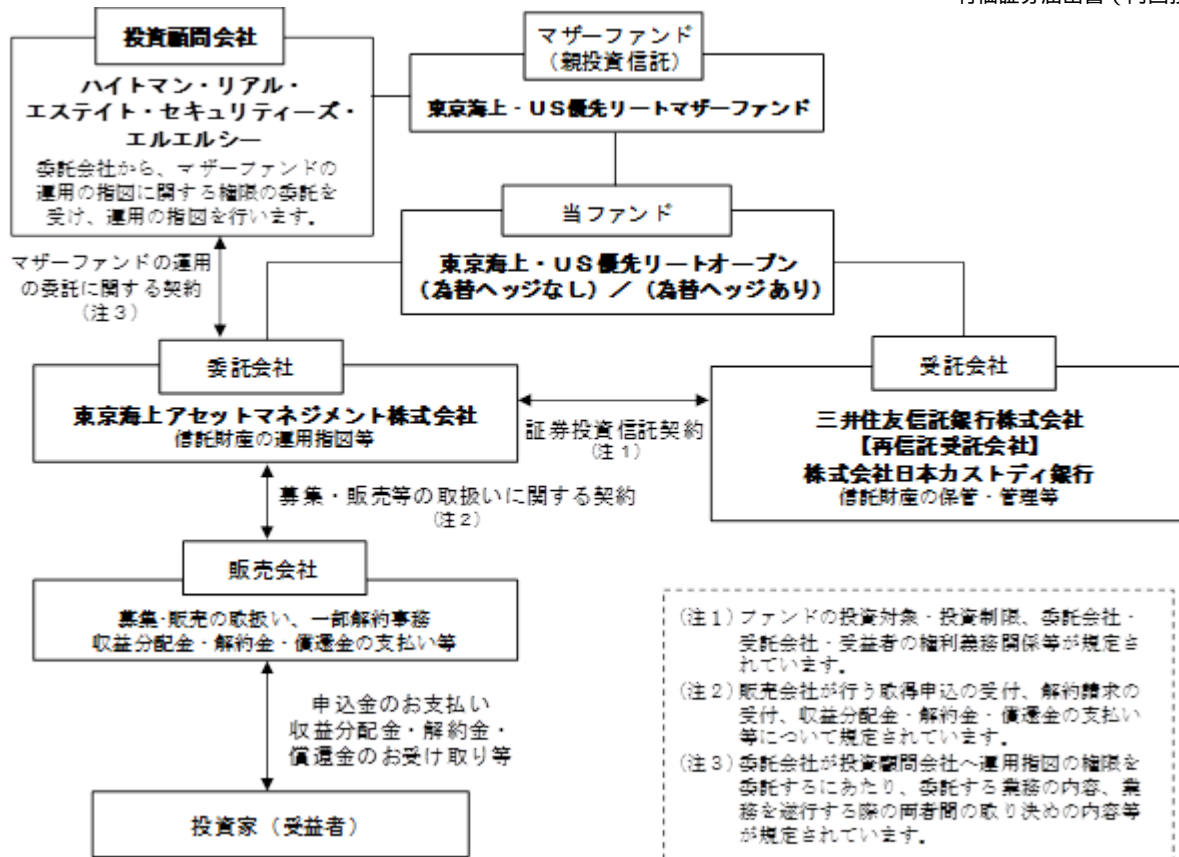 投資顧問会社
ハイトマン・リアル・
エステイト・セキュリティーズ・
エルエルシー
委託会社から、マザーファンドの
運用の指図に関する権限の委託を
受け、運用の指図を行います。
マザーファンド
（親投資信託）
東京海上・US優先リートマザーファンド
当ファンド
東京海上・US優先リートオープン
（為替ヘッジなし）／（為替ヘッジあり）
マザーファンドの運用
の委託に関する契約
（注３）
委託会社
東京海上アセットマネジメント株式会社
信託財産の運用指図等
証券投資信託契約
（注１）
受託会社
三井住友信託銀行株式会社
【再信託受託会社】
株式会社日本カストディ銀行
信託財産の保管・管理等
募集・販売等の取扱いに関する契約
（注２）
販売会社
募集・販売の取扱い、一部解約事務
収益分配金・解約金・償還金の支払い等
申込金のお支払い
収益分配金・解約金・
償還金のお受け取り等
投資家（受益者）
（注１）ファンドの投資対象・投資制限、委託会社・
受託会社・受益者の権利義務関係等が規定さ
れています。
（注２）販売会社が行う取得申込の受付、解約請求の
受付、収益分配金・解約金・償還金の支払い
等について規定されています。
（注３）委託会社が投資顧問会社へ運用指図の権限を
委託するにあたり、委託する業務の内容、業
務を遂行する際の両者間の取り決めの内容等
が規定されています。